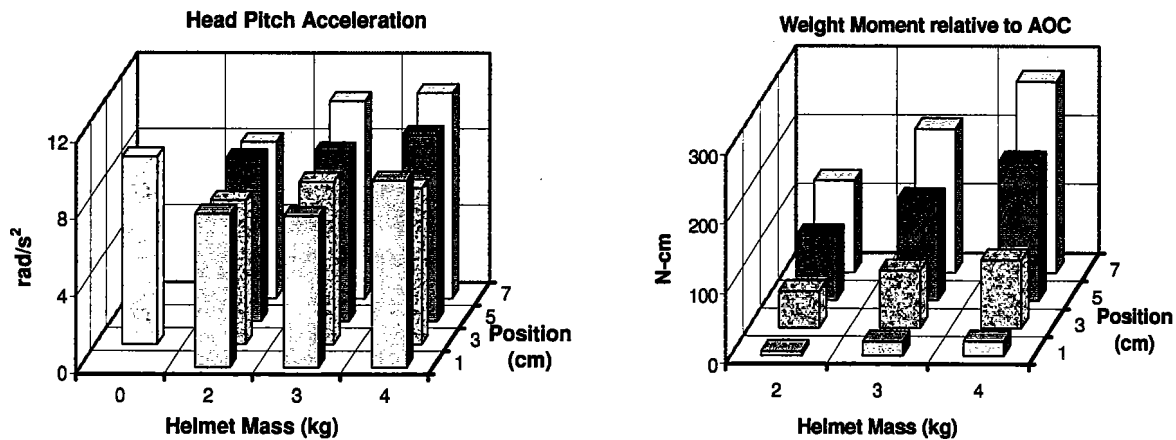 Head Pitch Acceleration
12
8
4
0
rad/s²
0
2
3
4
Helmet Mass (kg)
7
5
3
1
Position
(cm)
Weight Moment relative to AOC
300
200
100
0
N-cm
2
3
4
Helmet Mass (kg)
7
5
3
1
Position
(cm)